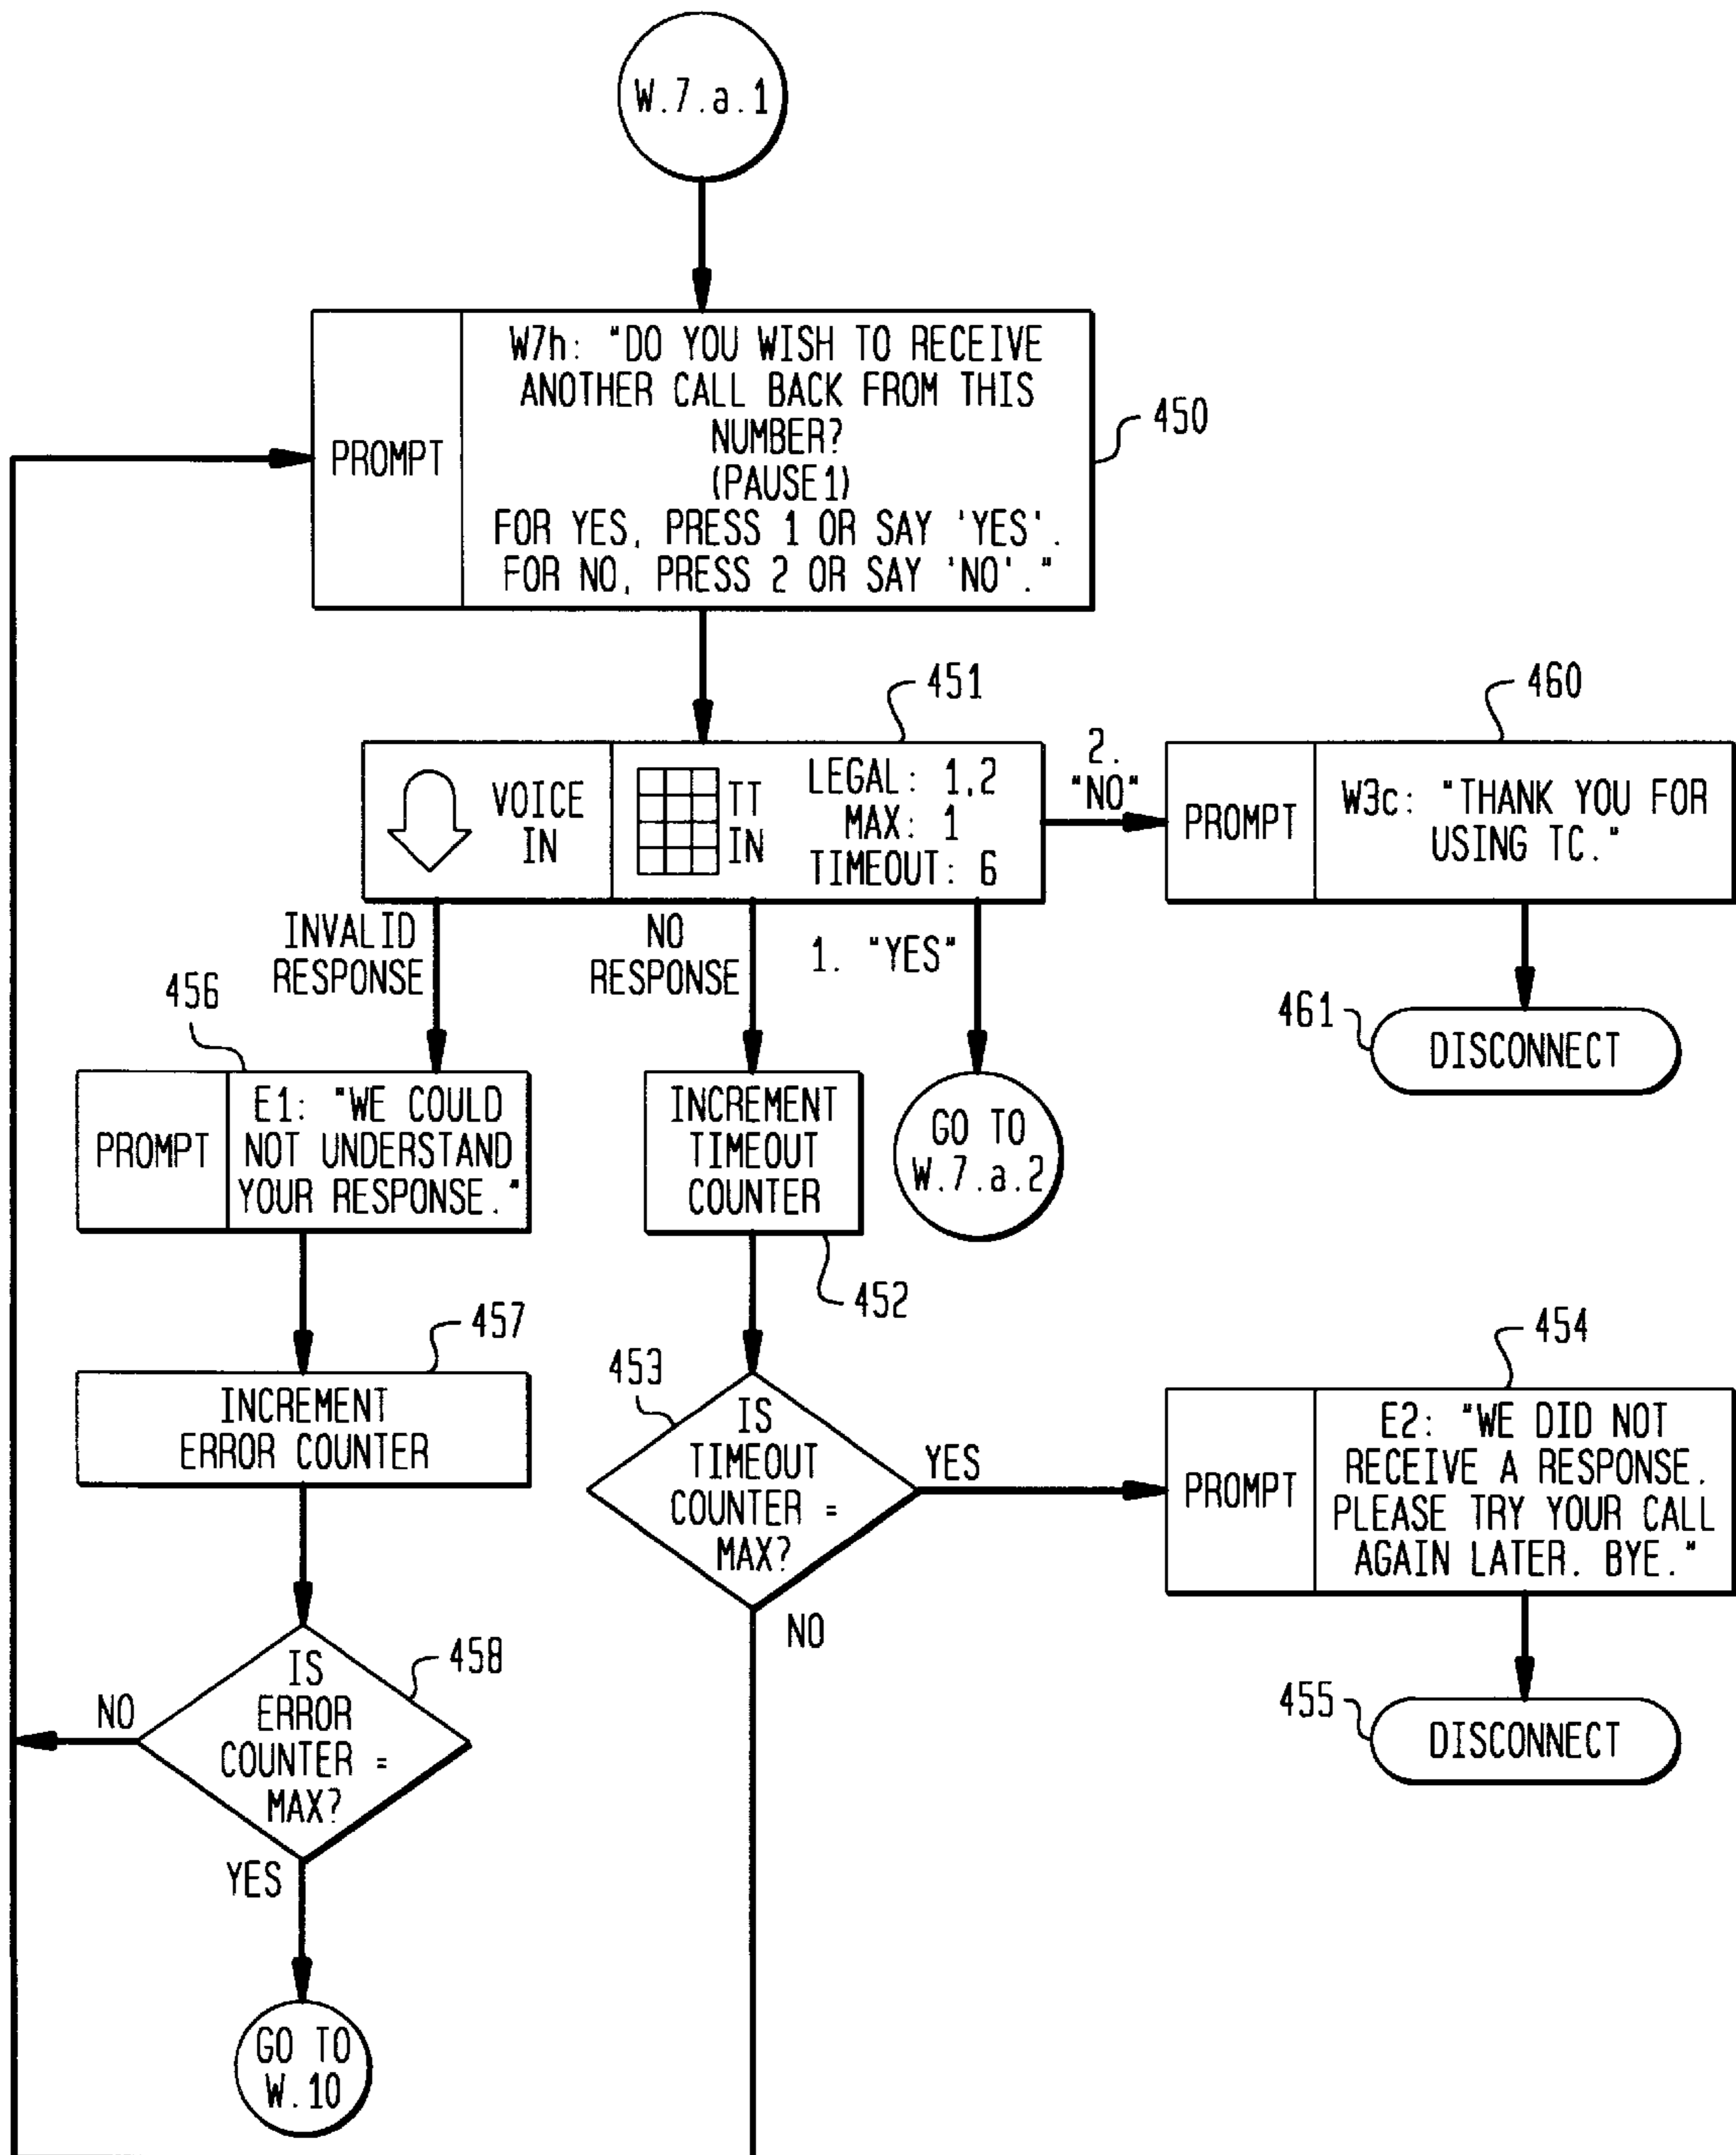 W.7.a.1
PROMPT
W7h: "DO YOU WISH TO RECEIVE
ANOTHER CALL BACK FROM THIS
NUMBER?
(PAUSE1)
FOR YES, PRESS 1 OR SAY 'YES'.
FOR NO, PRESS 2 OR SAY 'NO'."
450
451
VOICE
IN
TT
IN
LEGAL: 1,2
MAX: 1
TIMEOUT: 6
2.
"NO"
460
PROMPT
W3c: "THANK YOU FOR
USING TC."
461
DISCONNECT
INVALID
RESPONSE
NO
RESPONSE
1. "YES"
456
PROMPT
E1: "WE COULD
NOT UNDERSTAND
YOUR RESPONSE."
INCREMENT
TIMEOUT
COUNTER
452
GO TO
W.7.a.2
457
INCREMENT
ERROR COUNTER
453
IS
TIMEOUT
COUNTER =
MAX?
YES
NO
454
PROMPT
E2: "WE DID NOT
RECEIVE A RESPONSE.
PLEASE TRY YOUR CALL
AGAIN LATER. BYE."
455
DISCONNECT
458
IS
ERROR
COUNTER =
MAX?
NO
YES
GO TO
W.10